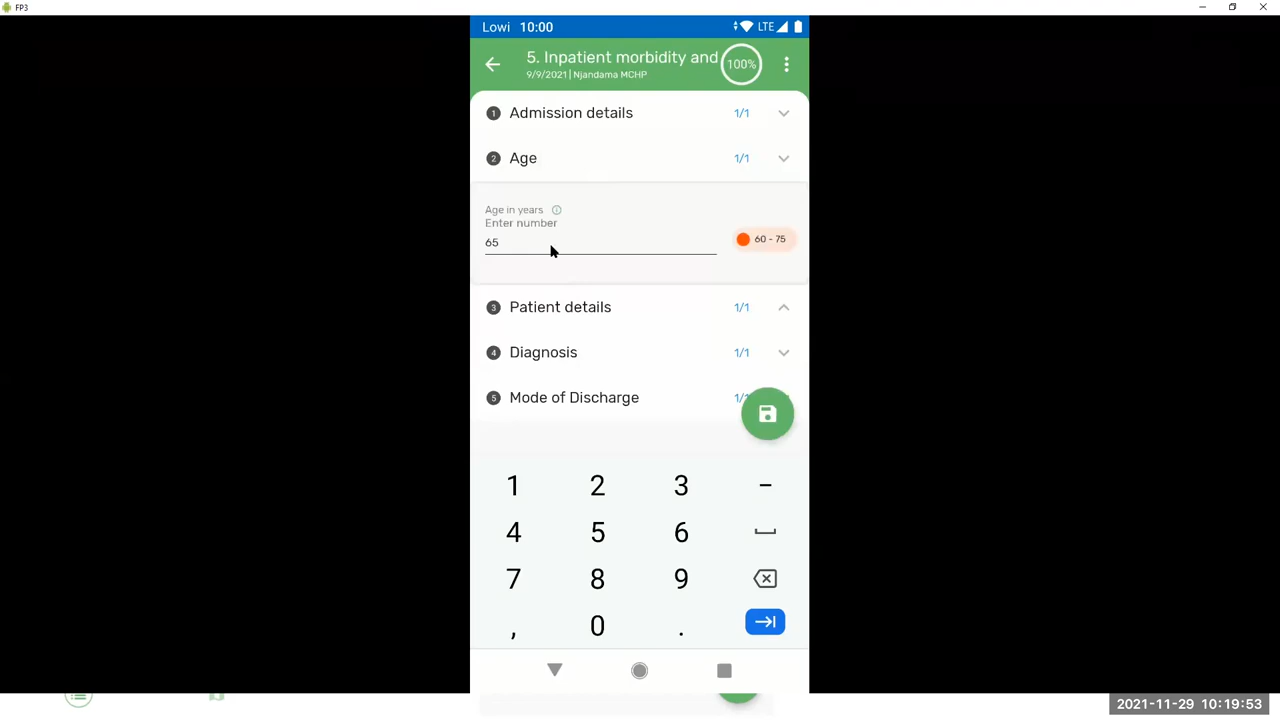 FP3
Lowi 10:00
LTE
5. Inpatient morbidity and
100%
9/9/2021 | Njandama MCHP
1 Admission details 1/1
2 Age 1/1
Age in years
Enter number
65
60 - 75
3 Patient details 1/1
4 Diagnosis 1/1
5 Mode of Discharge 1/
1 2 3 -
4 5 6
7 8 9
, 0 .
2021-11-29 10:19:53